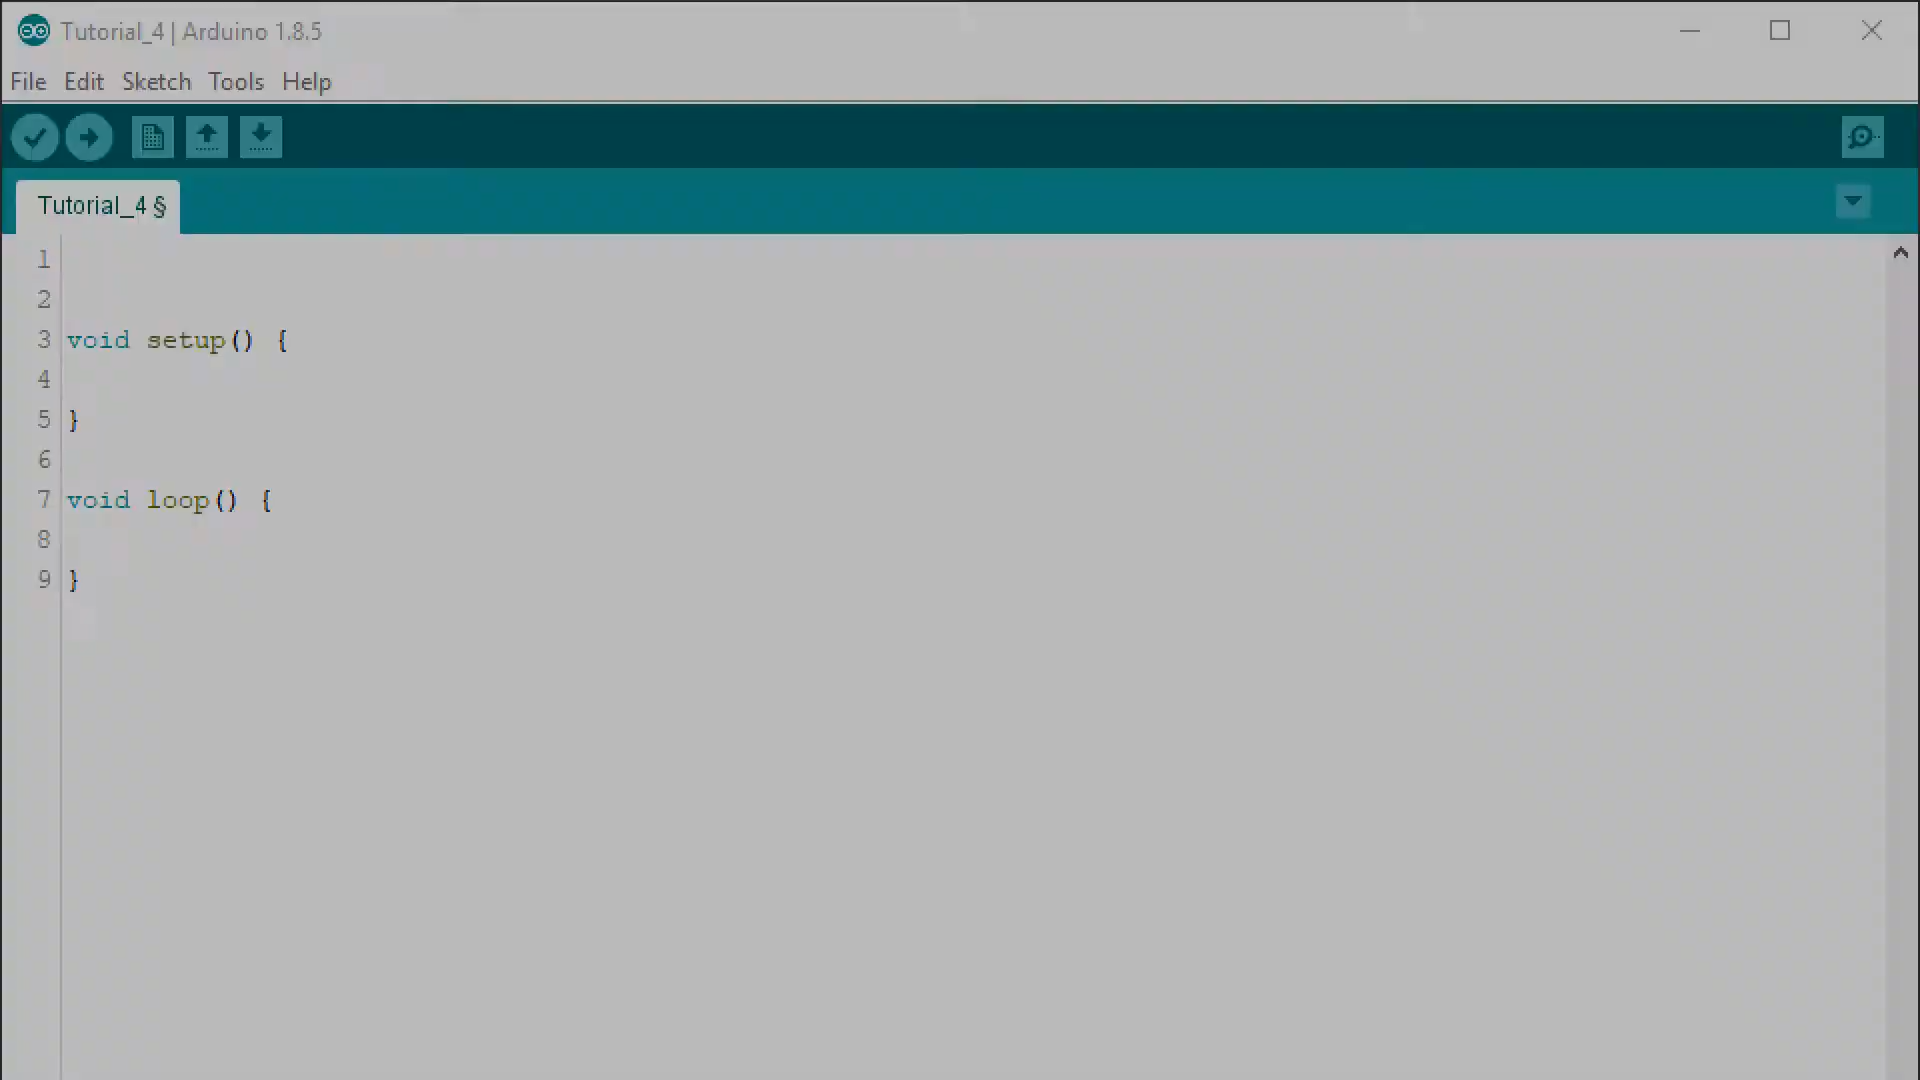 Tutorial_4 | Arduino 1.8.5
File Edit Sketch Tools Help
Tutorial_4 §
1
2
3 void setup() {
4
5 }
6
7 void loop() {
8
9 }